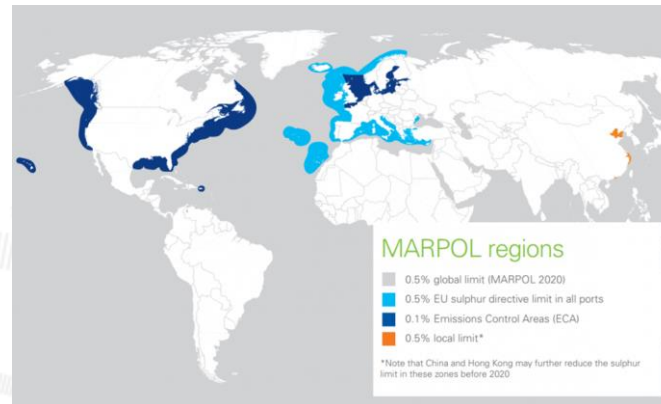 MARPOL regions
0.5% global limit (MARPOL 2020)
0.5% EU sulphur directive limit in all ports
0.1% Emissions Control Areas (ECA)
0.5% local limit*
*Note that China and Hong Kong may further reduce the sulphur
limit in these zones before 2020